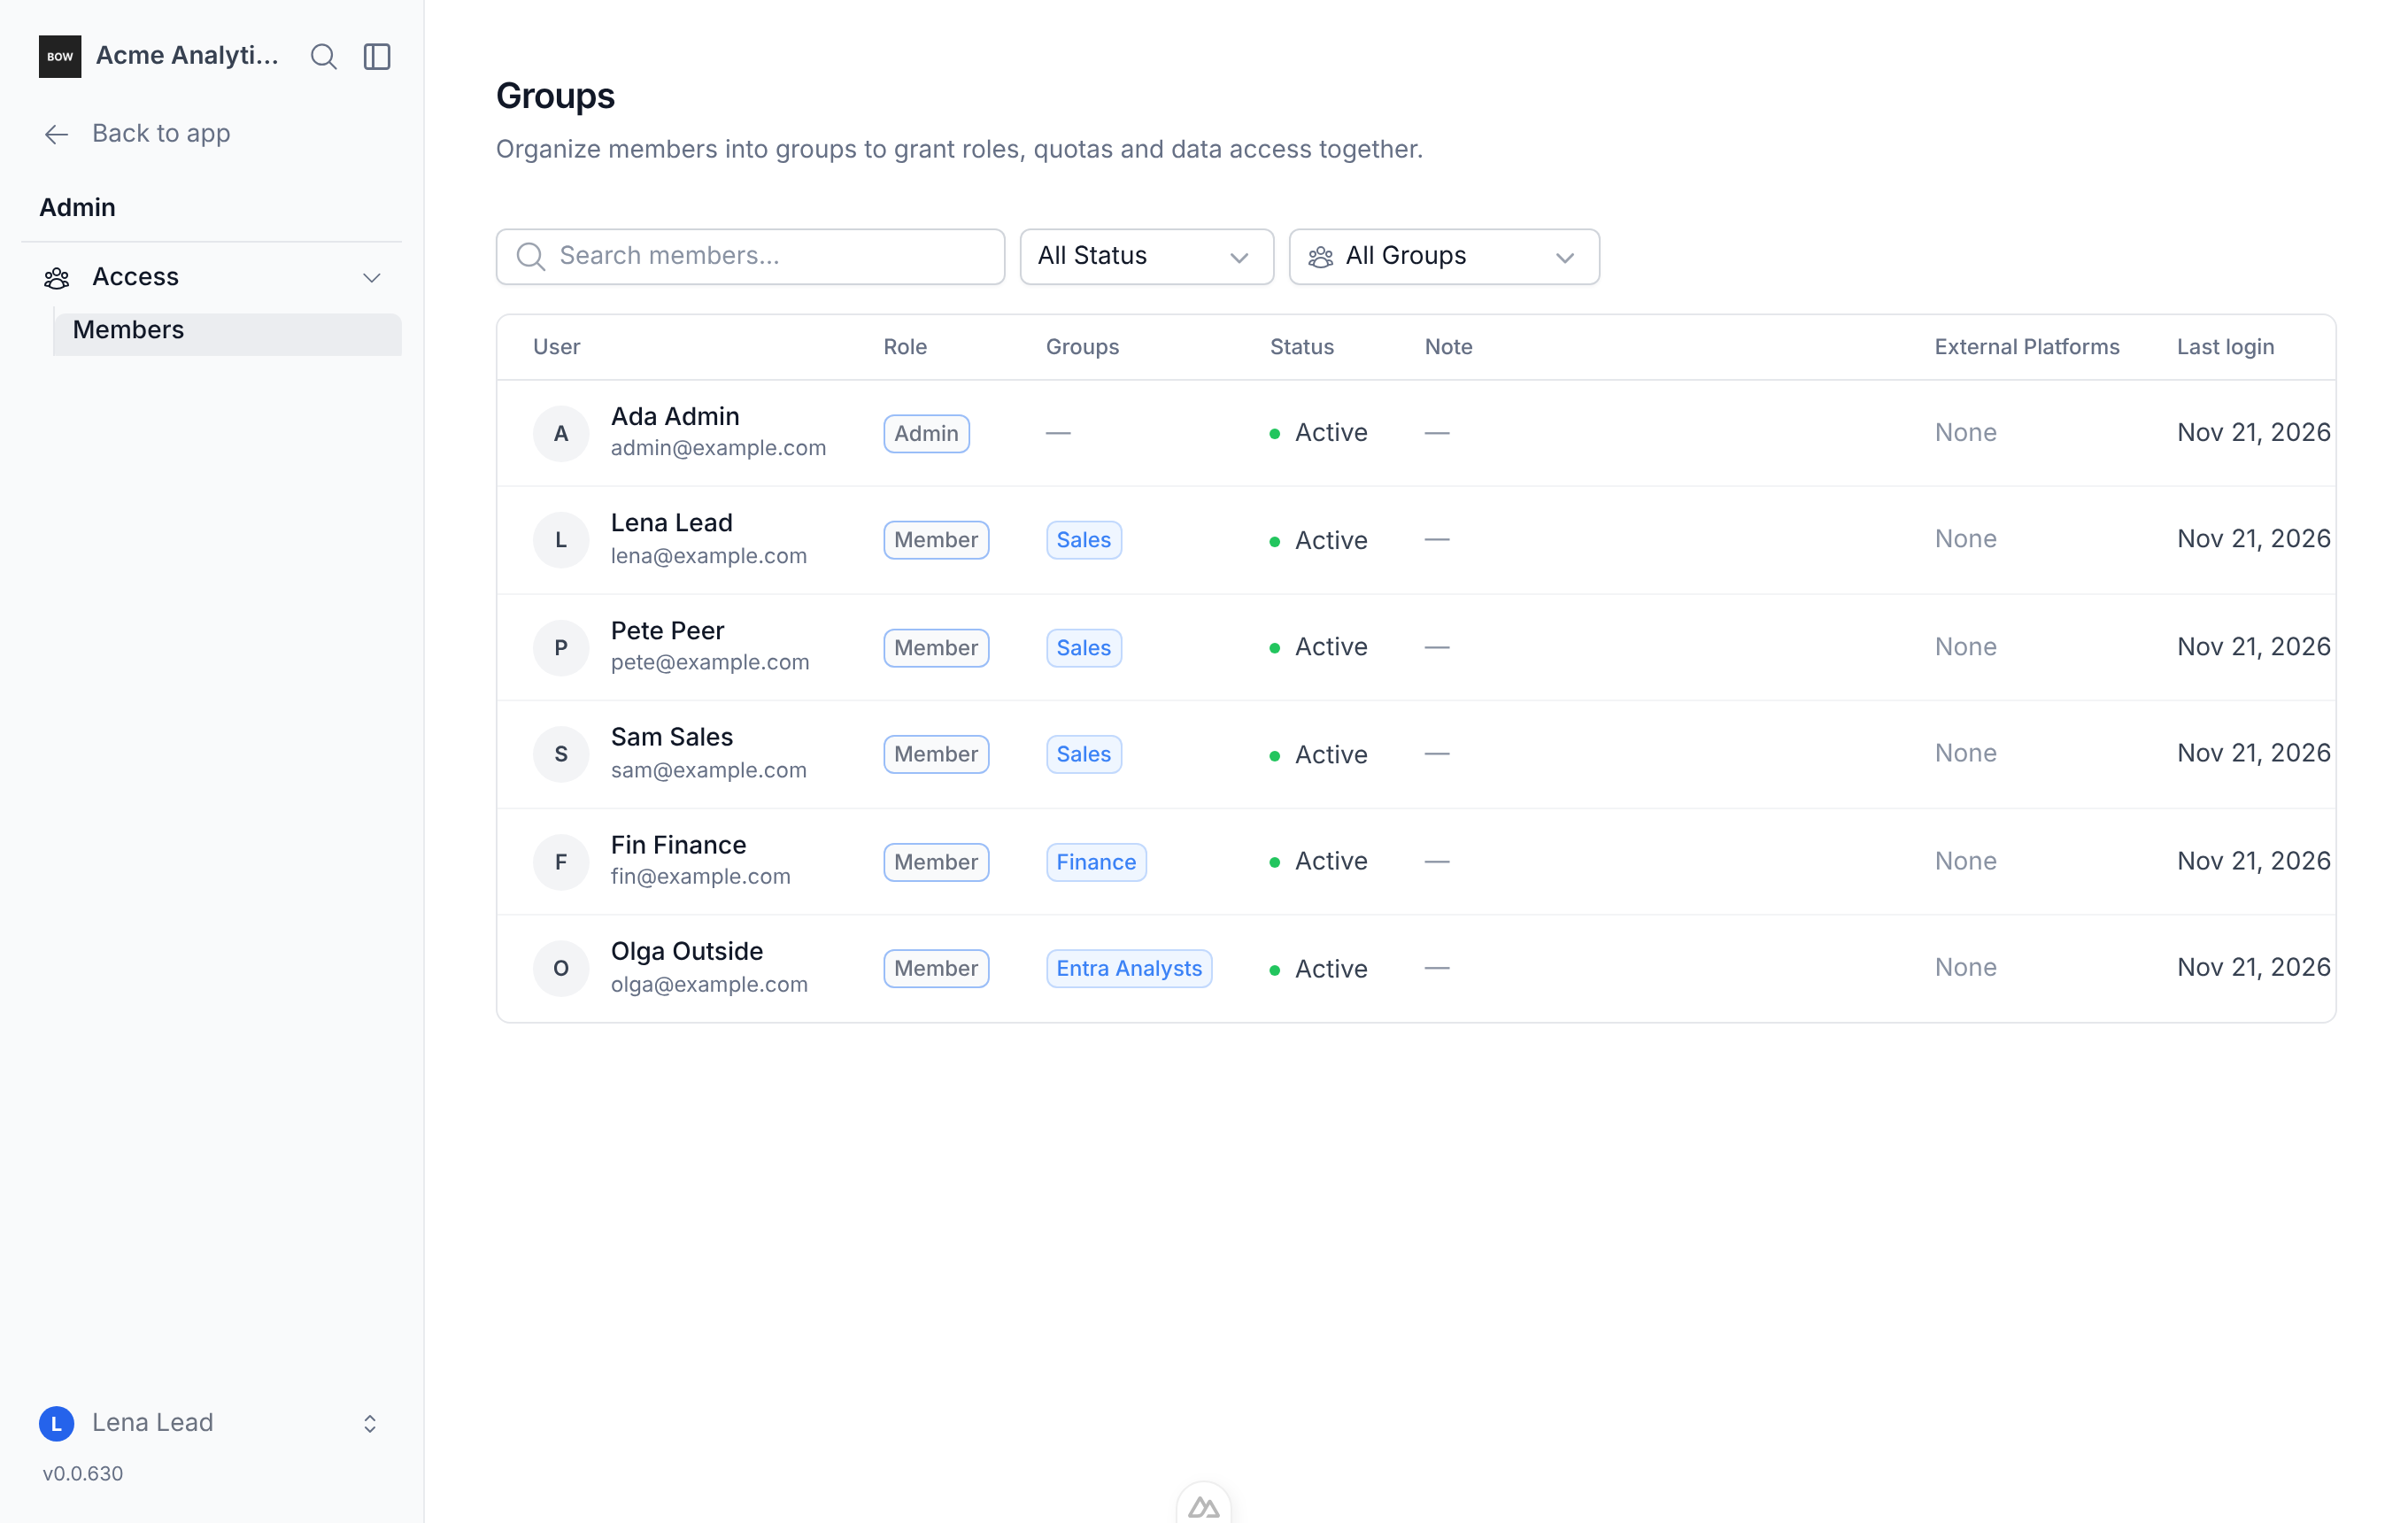 BOW Acme Analyti...
Back to app
Admin
Access
Members
Groups
Organize members into groups to grant roles, quotas and data access together.
Search members...
All Status
All Groups
User Role Groups Status Note External Platforms Last login
A Ada Admin Admin — Active — None Nov 21, 2026
admin@example.com
L Lena Lead Member Sales Active — None Nov 21, 2026
lena@example.com
P Pete Peer Member Sales Active — None Nov 21, 2026
pete@example.com
S Sam Sales Member Sales Active — None Nov 21, 2026
sam@example.com
F Fin Finance Member Finance Active — None Nov 21, 2026
fin@example.com
O Olga Outside Member Entra Analysts Active — None Nov 21, 2026
olga@example.com
L Lena Lead
v0.0.630